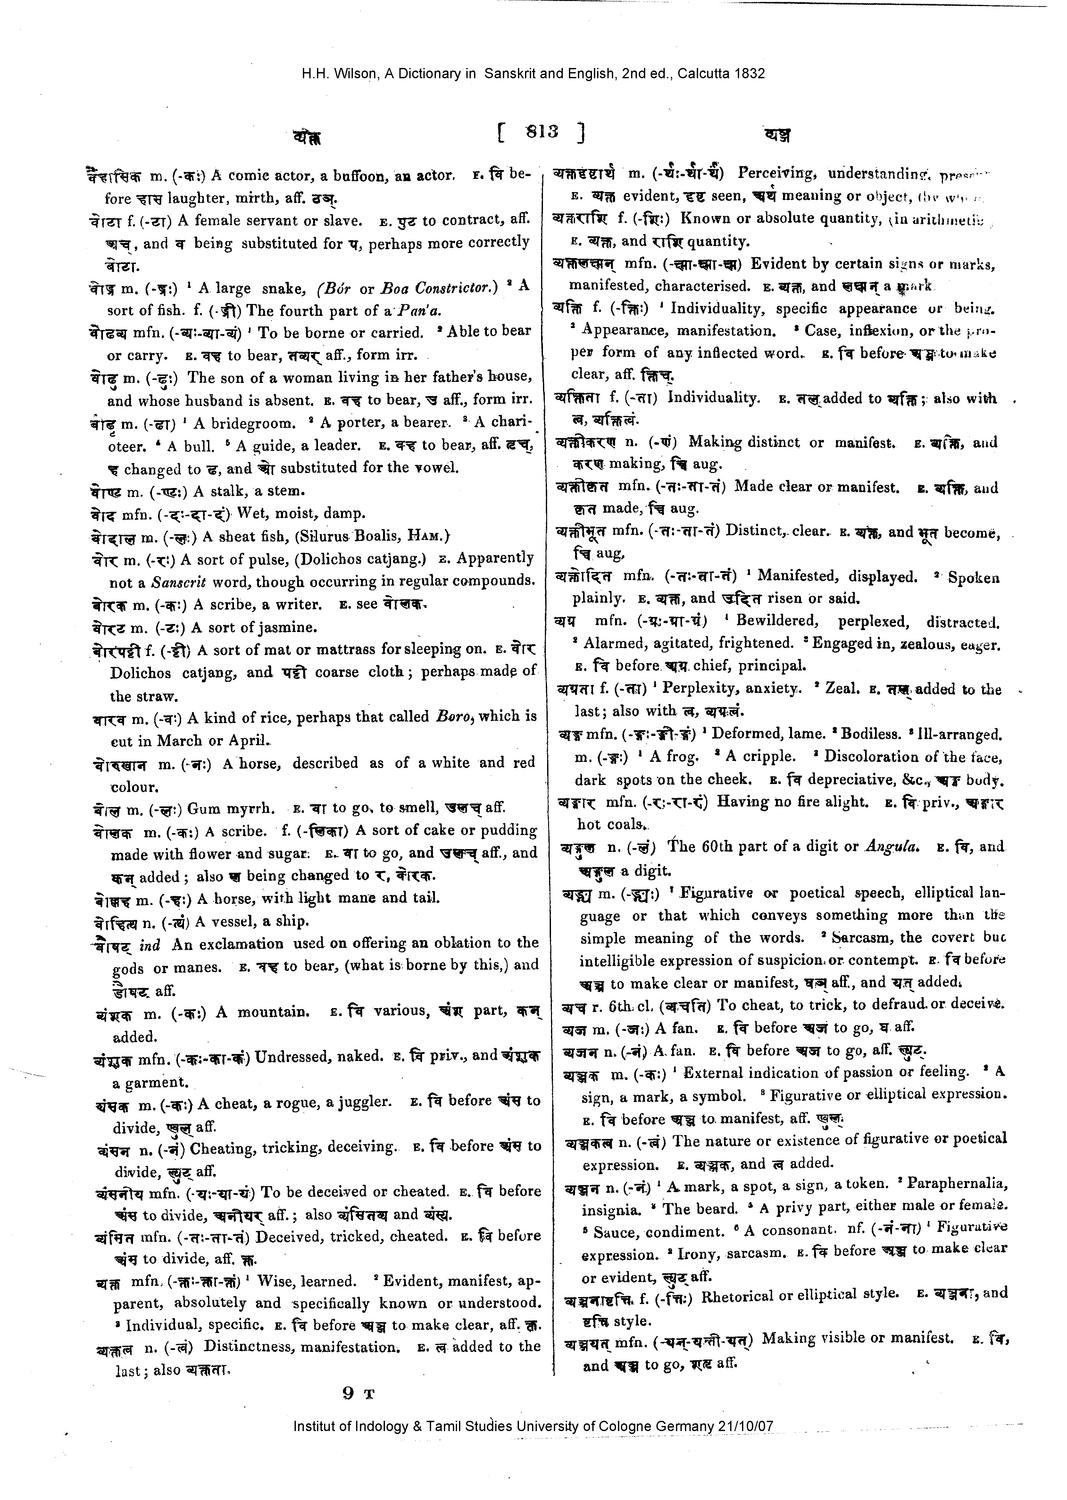 H.H. Wilson, A Dictionary in Sanskrit and English, 2nd ed., Calcutta 1832
व्यक्त
[ 813 ]
व्यञ्ज
वैहासिक m. (-कः) A comic actor, a buffoon, an actor. E. वि be-
fore हास laughter, mirth, aff. ठञ्.
वोटा f. (-टा) A female servant or slave. E. पुट to contract, aff.
अच्, and व being substituted for प, perhaps more correctly
वोटा.
वोड्र m. (-ड्रः) ¹ A large snake, (Bór or Boa Constrictor.) ² A
sort of fish. f. (-ड्री) The fourth part of a Pan'a.
वोढव्य mfn. (-व्यः-व्या-व्यं) ¹ To be borne or carried. ² Able to bear
or carry. E. वह to bear, तव्यर् aff., form irr.
वोढु m. (-ढुः) The son of a woman living in her father's house,
and whose husband is absent. E. वह to bear, उ aff., form irr.
वोढृ m. (-ढा) ¹ A bridegroom. ² A porter, a bearer. ³ A chari-
oteer. ⁴ A bull. ⁵ A guide, a leader. E. वह to bear, aff. तृच्,
ह changed to ढ, and ओ substituted for the vowel.
वोण्ट m. (-ण्टः) A stalk, a stem.
वोद mfn. (-दः-दा-दं) Wet, moist, damp.
वोदाल m. (-लः) A sheat fish, (Silurus Boalis, HAM.)
वोर m. (-रः) A sort of pulse, (Dolichos catjang.) E. Apparently
not a Sanscrit word, though occurring in regular compounds.
वोरक m. (-कः) A scribe, a writer. E. see वोलक.
वोरट m. (-टः) A sort of jasmine.
वोरपट्टी f. (-ट्टी) A sort of mat or mattrass for sleeping on. E. वोर
Dolichos catjang, and पट्टी coarse cloth; perhaps made of
the straw.
वोरव m. (-वः) A kind of rice, perhaps that called Boro, which is
cut in March or April.
वोरुखान m. (-नः) A horse, described as of a white and red
colour.
वोल m. (-लः) Gum myrrh. E. वा to go, to smell, उलच् aff.
वोलक m. (-कः) A scribe. f. (-लिका) A sort of cake or pudding
made with flower and sugar. E. वा to go, and उलच् aff., and
कन् added; also ल being changed to र, वोरक.
वोल्लाह m. (-हः) A horse, with light mane and tail.
वोहित्थ n. (-त्थं) A vessel, a ship.
वौषट् ind An exclamation used on offering an oblation to the
gods or manes. E. वह to bear, (what is borne by this,) and
डौषट् aff.
व्यंशक m. (-कः) A mountain. E. वि various, अंश part, कन्
added.
व्यंशुक mfn. (-कः-का-कं) Undressed, naked. E. वि priv., and अंशुक
a garment.
व्यंसक m. (-कः) A cheat, a rogue, a juggler. E. वि before अंस to
divide, ण्वुल् aff.
व्यंसन n. (-नं) Cheating, tricking, deceiving. E. वि before अंस to
divide, ल्युट् aff.
व्यंसनीय mfn. (-यः-या-यं) To be deceived or cheated. E. वि before
अंस to divide, अनीयर् aff.; also व्यंसितव्य and व्यंस्य.
व्यंसित mfn. (-तः-ता-तं) Deceived, tricked, cheated. E. वि before
अंस to divide, aff. क्त.
व्यक्त mfn. (-क्तः-क्ता-क्तं) ¹ Wise, learned. ² Evident, manifest, ap-
parent, absolutely and specifically known or understood.
³ Individual, specific. E. वि before अञ्ज to make clear, aff. क्त.
व्यक्तत्व n. (-त्वं) Distinctness, manifestation. E. त्व added to the
last; also व्यक्तता.
9 T
व्यक्तदृष्टार्थ m. (-र्थः-र्था-र्थं) Perceiving, understanding,
E. व्यक्त evident, दृष्ट seen, अर्थ meaning or object,
व्यक्तराशि f. (-शिः) Known or absolute quantity, (in arithmetic
E. व्यक्त, and राशि quantity.
व्यक्तलक्ष्मन् mfn. (-क्ष्मा-क्ष्मा-क्ष्म) Evident by certain signs or marks,
manifested, characterised. E. व्यक्त, and लक्ष्मन् a mark
व्यक्ति f. (-क्तिः) ¹ Individuality, specific appearance or being.
² Appearance, manifestation. ³ Case, inflexion, or the pro-
per form of any inflected word. E. वि before अञ्ज to make
clear, aff. क्तिच्.
व्यक्तिता f. (-ता) Individuality. E. तल् added to व्यक्ति; also with
त्व, व्यक्तित्वं.
व्यक्तीकरण n. (-णं) Making distinct or manifest. E. व्यक्ति, and
करण making, च्वि aug.
व्यक्तीकृत mfn. (-तः-ता-तं) Made clear or manifest. E. व्यक्ति, and
कृत made, च्वि aug.
व्यक्तीभूत mfn. (-तः-ता-तं) Distinct, clear. E. व्यक्त, and भूत become,
च्वि aug,
व्यक्तोदित mfn. (-तः-ता-तं) ¹ Manifested, displayed. ² Spoken
plainly. E. व्यक्त, and उदित risen or said.
व्यग्र mfn. (-ग्रः-ग्रा-ग्रं) ¹ Bewildered, perplexed, distracted.
² Alarmed, agitated, frightened. ³ Engaged in, zealous, eager.
E. वि before अग्र chief, principal.
व्यग्रता f. (-ता) ¹ Perplexity, anxiety. ² Zeal. E. तल् added to the
last; also with त्व, व्यग्रत्वं.
व्यङ्ग mfn. (-ङ्गः-ङ्गी-ङ्गं) ¹ Deformed, lame. ² Bodiless. ³ Ill-arranged.
m. (-ङ्गः) ¹ A frog. ² A cripple. ³ Discoloration of the face,
dark spots on the cheek. E. वि depreciative, &c., अङ्ग body.
व्यङ्गार mfn. (-रः-रा-रं) Having no fire alight. E. वि priv., अङ्गार
hot coals.
व्यङ्गुल n. (-लं) The 60th part of a digit or Angula. E. वि, and
अङ्गुल a digit.
व्यङ्ग्य m. (-ङ्ग्यः) ¹ Figurative or poetical speech, elliptical lan-
guage or that which conveys something more than the
simple meaning of the words. ² Sarcasm, the covert but
intelligible expression of suspicion or contempt. E. वि before
अञ्ज to make clear or manifest, घञ् aff., and यत् added.
व्यच r. 6th. cl. (व्यचति) To cheat, to trick, to defraud or deceive.
व्यज m. (-जः) A fan. E. वि before अज to go, घ aff.
व्यजन n. (-नं) A fan. E. वि before अज to go, aff. ल्युट्.
व्यञ्जक m. (-कः) ¹ External indication of passion or feeling. ² A
sign, a mark, a symbol. ³ Figurative or elliptical expression.
E. वि before अञ्ज to manifest, aff. ण्वुल्.
व्यञ्जकत्व n. (-त्वं) The nature or existence of figurative or poetical
expression. E. व्यञ्जक, and त्व added.
व्यञ्जन n. (-नं) ¹ A mark, a spot, a sign, a token. ² Paraphernalia,
insignia. ³ The beard. ⁴ A privy part, either male or female.
⁵ Sauce, condiment. ⁶ A consonant. nf. (-नं-ना) ¹ Figurative
expression. ² Irony, sarcasm. E. वि before अञ्ज to make clear
or evident, ल्युट् aff.
व्यञ्जनावृत्ति f. (-त्तिः) Rhetorical or elliptical style. E. व्यञ्जना, and
वृत्ति style.
व्यञ्जयत् mfn. (-यन्-यन्ती-यत्) Making visible or manifest. E. वि,
and अञ्ज to go, शतृ aff.
Institut of Indology & Tamil Studies University of Cologne Germany 21/10/07